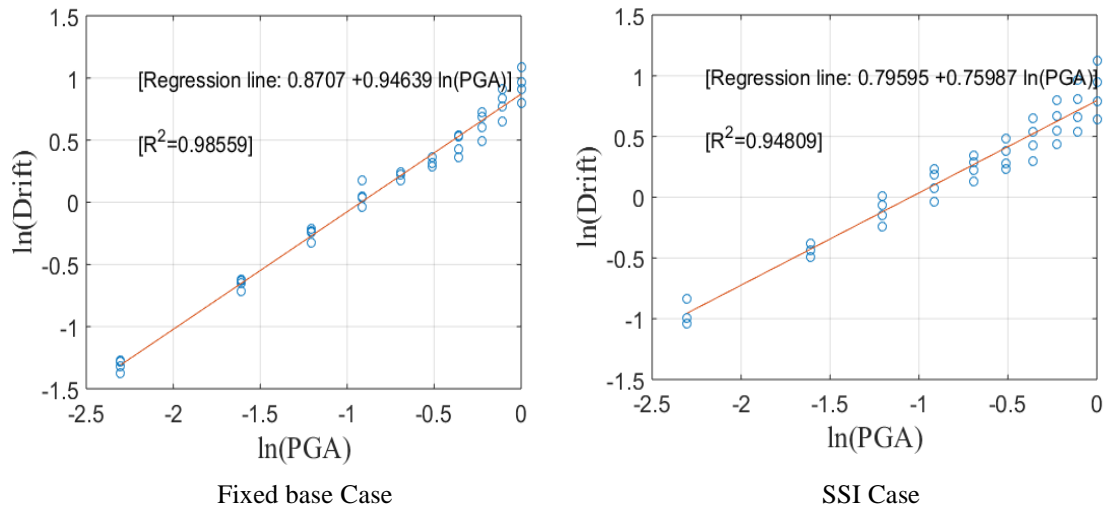 1.5
1
0.5
0
-0.5
-1
-1.5
ln(Drift)
[Regression line: 0.8707 +0.94639 ln(PGA)]
[R²=0.98559]
-2.5 -2 -1.5 -1 -0.5 0
ln(PGA)
Fixed base Case
1.5
1
0.5
0
-0.5
-1
-1.5
ln(Drift)
[Regression line: 0.79595 +0.75987 ln(PGA)]
[R²=0.94809]
-2.5 -2 -1.5 -1 -0.5 0
ln(PGA)
SSI Case